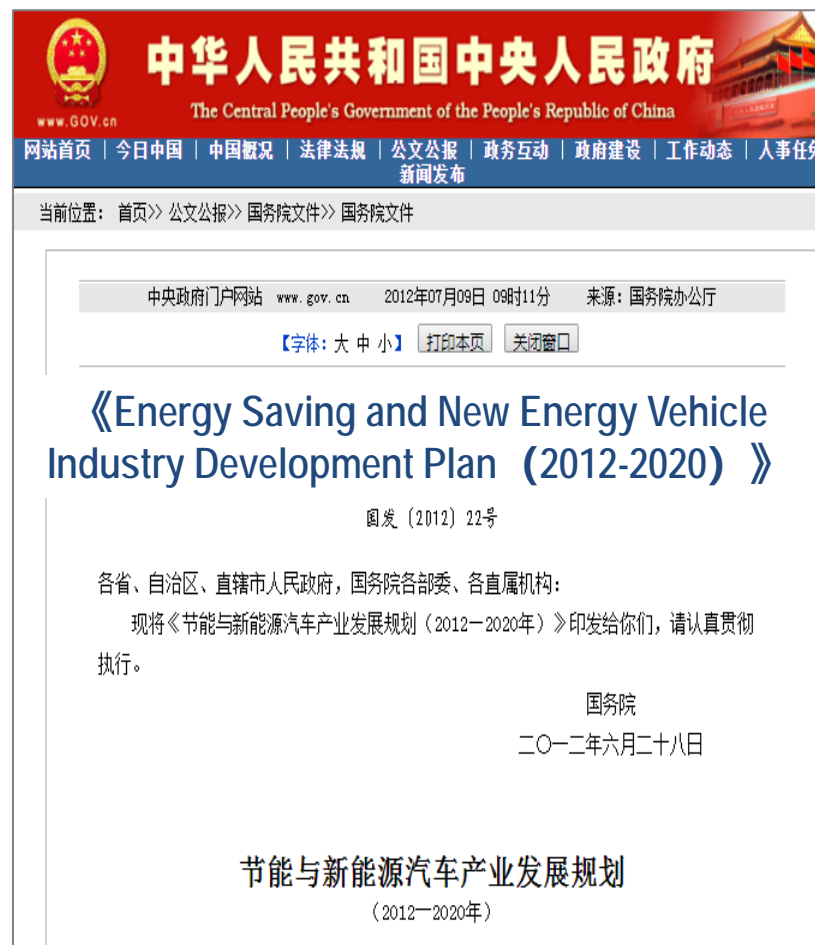 中华人民共和国中央人民政府
www.GOV.cn
The Central People's Government of the People's Republic of China
网站首页 | 今日中国 | 中国概况 | 法律法规 | 公文公报 | 政务互动 | 政府建设 | 工作动态 | 人事任免
新闻发布
当前位置： 首页>> 公文公报>> 国务院文件>> 国务院文件
中央政府门户网站 www.gov.cn 2012年07月09日 09时11分 来源：国务院办公厅
【字体：大 中 小】 打印本页 关闭窗口
《Energy Saving and New Energy Vehicle
Industry Development Plan（2012-2020）》
国发〔2012〕22号
各省、自治区、直辖市人民政府，国务院各部委、各直属机构：
现将《节能与新能源汽车产业发展规划（2012—2020年）》印发给你们，请认真贯彻
执行。
国务院
二○一二年六月二十八日
节能与新能源汽车产业发展规划
（2012—2020年）